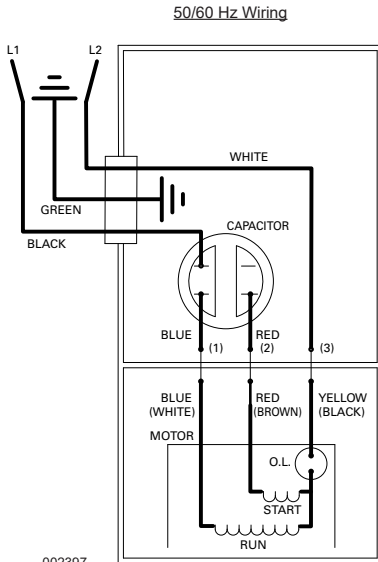 50/60 Hz Wiring
L1
L2
WHITE
GREEN
BLACK
CAPACITOR
BLUE
RED
(1)
(2)
(3)
BLUE
(WHITE)
RED
(BROWN)
YELLOW
(BLACK)
MOTOR
O.L.
START
RUN
002397